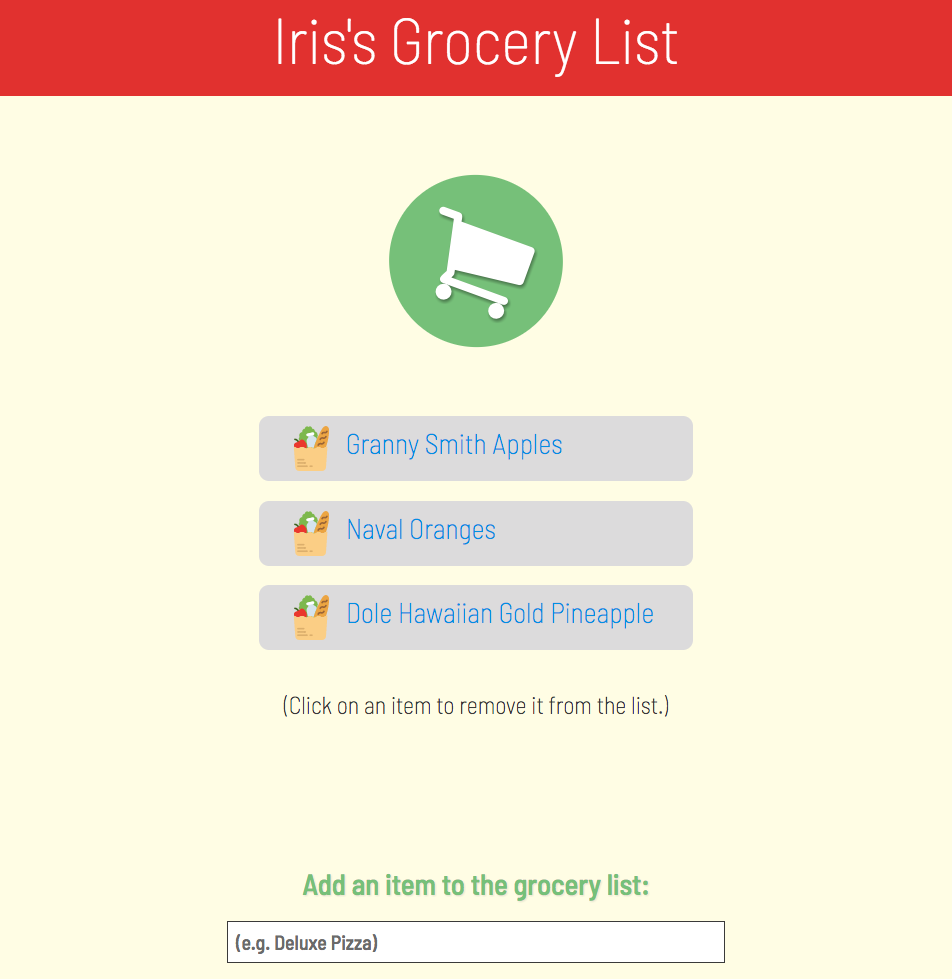 Iris's Grocery List
Granny Smith Apples
Naval Oranges
Dole Hawaiian Gold Pineapple
(Click on an item to remove it from the list.)
Add an item to the grocery list:
(e.g. Deluxe Pizza)